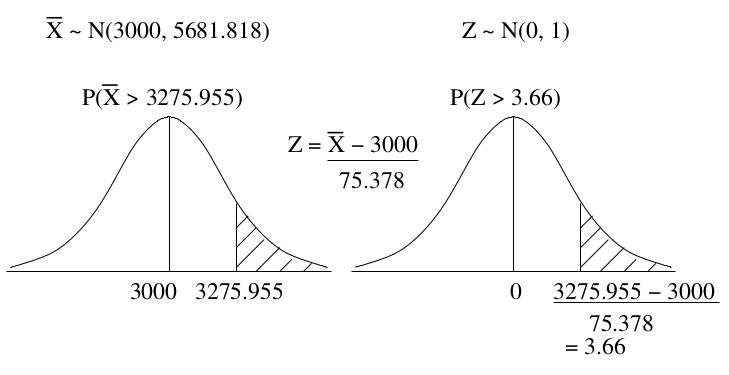 X̅ ~ N(3000, 5681.818)
Z ~ N(0, 1)
P(X̅ > 3275.955)
P(Z > 3.66)
Z = X̅ − 3000
75.378
3000 3275.955
0 3275.955 − 3000
75.378
= 3.66